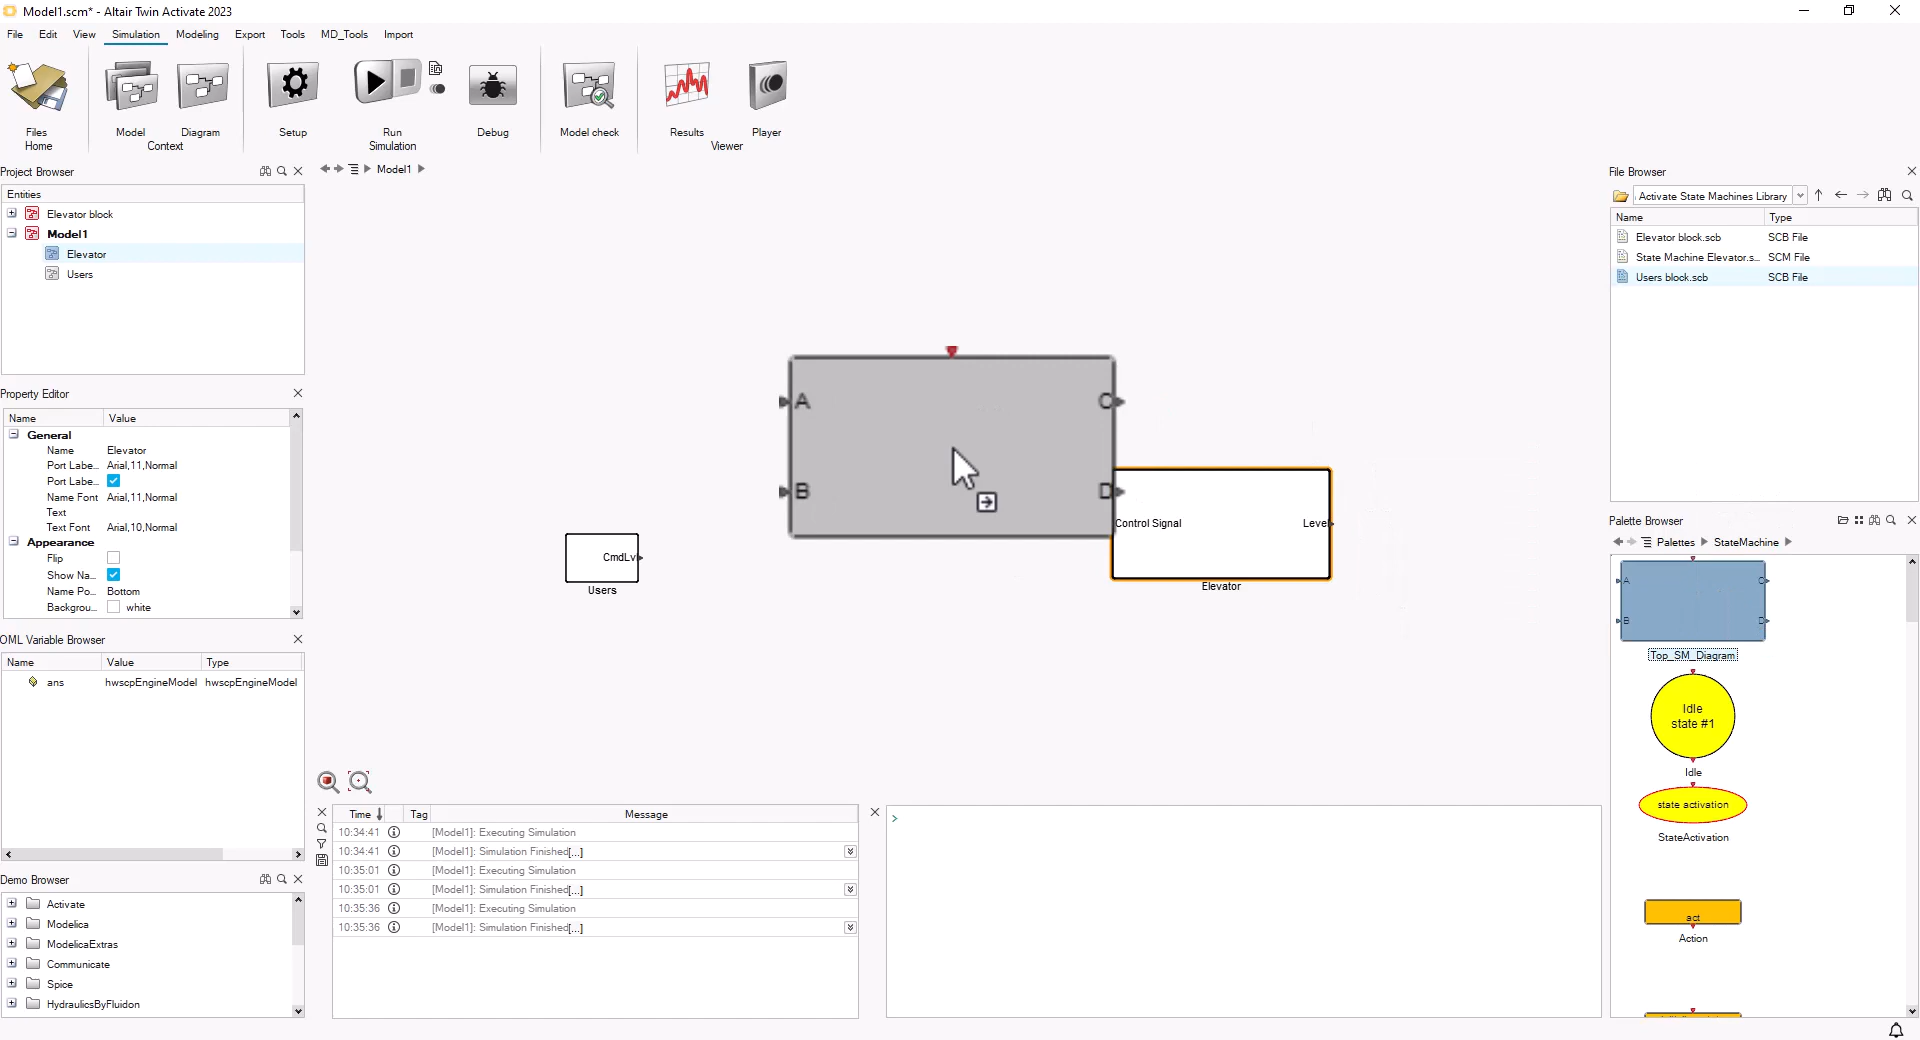 Model1.scm* - Altair Twin Activate 2023
File Edit View Simulation Modeling Export Tools MD_Tools Import
Files Model Diagram Setup Run Debug Model check Results Player
Home Context Simulation Viewer
Project Browser
Entities
Elevator block
Model1
Elevator
Users
Property Editor
Name Value
General
Name Elevator
Port Labe... Arial,11,Normal
Port Labe...
Name Font Arial,11,Normal
Text
Text Font Arial,10,Normal
Appearance
Flip
Show Na...
Name Po... Bottom
Backgrou... white
OML Variable Browser
Name Value Type
ans hwscpEngineModel hwscpEngineModel
Demo Browser
Activate
Modelica
ModelicaExtras
Communicate
Spice
HydraulicsByFluidon
Model1
A C
B D
Control Signal Level
Elevator
CmdLvl
Users
Time Tag Message
10:34:41 [Model1]: Executing Simulation
10:34:41 [Model1]: Simulation Finished[...]
10:35:01 [Model1]: Executing Simulation
10:35:01 [Model1]: Simulation Finished[...]
10:35:36 [Model1]: Executing Simulation
10:35:36 [Model1]: Simulation Finished[...]
>
File Browser
Activate State Machines Library
Name Type
Elevator block.scb SCB File
State Machine Elevator.s... SCM File
Users block.scb SCB File
Palette Browser
Palettes StateMachine
A C
B D
Top_SM_Diagram
Idle
state #1
Idle
state activation
StateActivation
act
Action